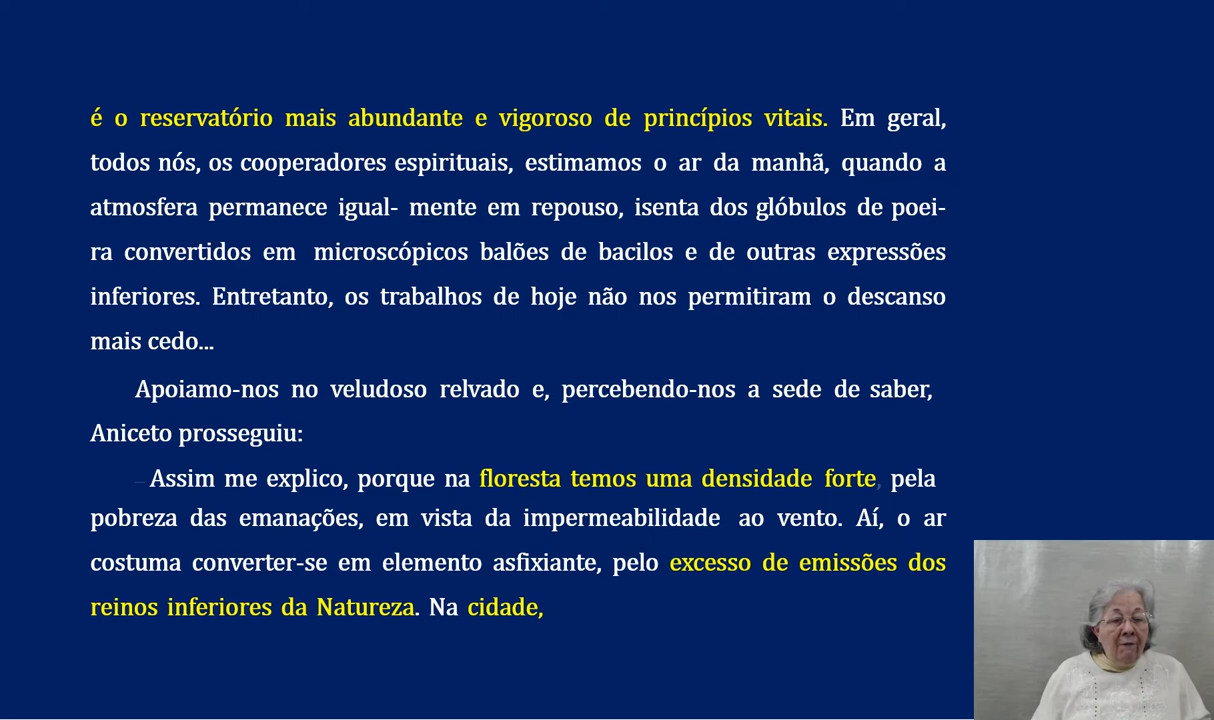 é o reservatório mais abundante e vigoroso de princípios vitais. Em geral,
todos nós, os cooperadores espirituais, estimamos o ar da manhã, quando a
atmosfera permanece igual- mente em repouso, isenta dos glóbulos de poei-
ra convertidos em microscópicos balões de bacilos e de outras expressões
inferiores. Entretanto, os trabalhos de hoje não nos permitiram o descanso
mais cedo...
Apoiamo-nos no veludoso relvado e, percebendo-nos a sede de saber,
Aniceto prosseguiu:
– Assim me explico, porque na floresta temos uma densidade forte, pela
pobreza das emanações, em vista da impermeabilidade ao vento. Aí, o ar
costuma converter-se em elemento asfixiante, pelo excesso de emissões dos
reinos inferiores da Natureza. Na cidade,